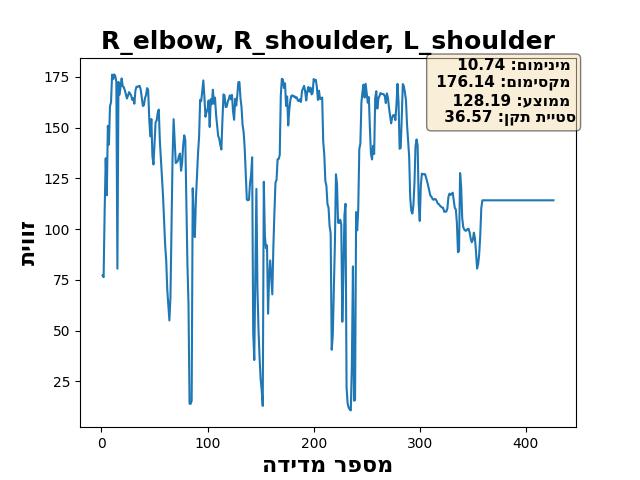 R_elbow, R_shoulder, L_shoulder
מינימום: 10.74
מקסימום: 176.14
ממוצע: 128.19
סטיית תקן: 36.57
זווית
175
150
125
100
75
50
25
0 100 200 300 400
מספר מדידה